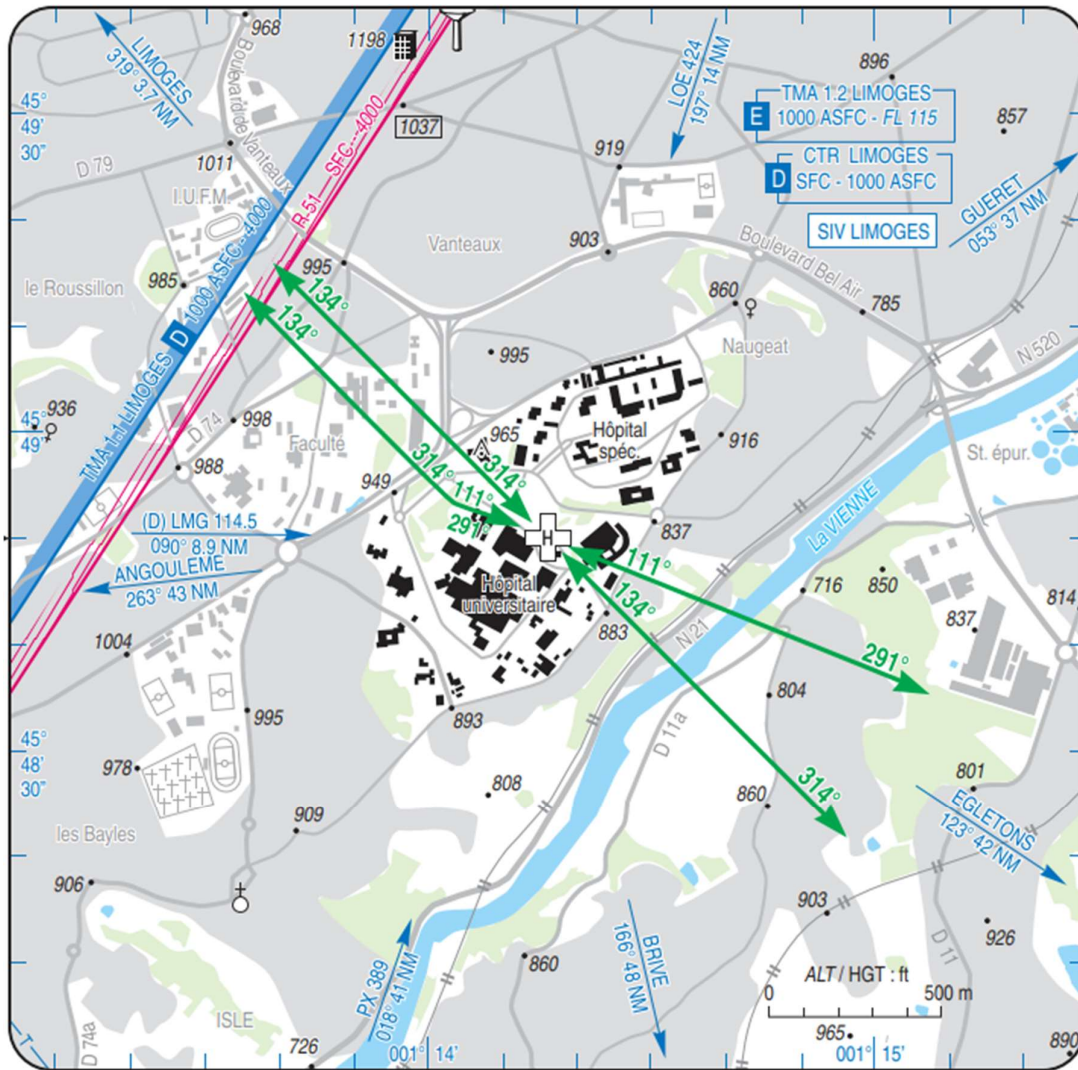 968
1198
LIMOGES
319° 3.7 NM
Boulevard de Vanteaux
LOE 424
197° 14 NM
896
TMA 1.2 LIMOGES
E
1000 ASFC - FL 115
857
45°
49'
30"
1037
D 79
1011
919
CTR LIMOGES
D
SFC - 1000 ASFC
SIV LIMOGES
GUERET
053° 37 NM
I.U.F.M.
R 51
SFC - 4000
Vanteaux
903
Boulevard Bel Air
le Roussillon
985
995
134°
134°
860
785
TMA 1.1 LIMOGES D 1000 ASFC - 4000
995
Naugeat
N 520
45°
49'
936
998
D 74
Faculté
965
Hôpital
spéc.
916
St. épur.
988
949
314°
314°
111°
291°
(D) LMG 114.5
090° 8.9 NM
837
La VIENNE
H
ANGOULEME
263° 43 NM
Hôpital
universitaire
111°
134°
716
850
837
814
883
N 21
1004
291°
995
893
804
D 11a
45°
48'
30"
978
808
860
314°
801
909
EGLETONS
123° 42 NM
les Bayles
906
903
926
PX 389
018° 41 NM
860
BRIVE
166° 48 NM
D 11
ALT / HGT : ft
0
500 m
ISLE
D 74a
T
726
001° 14'
965
001° 15'
890